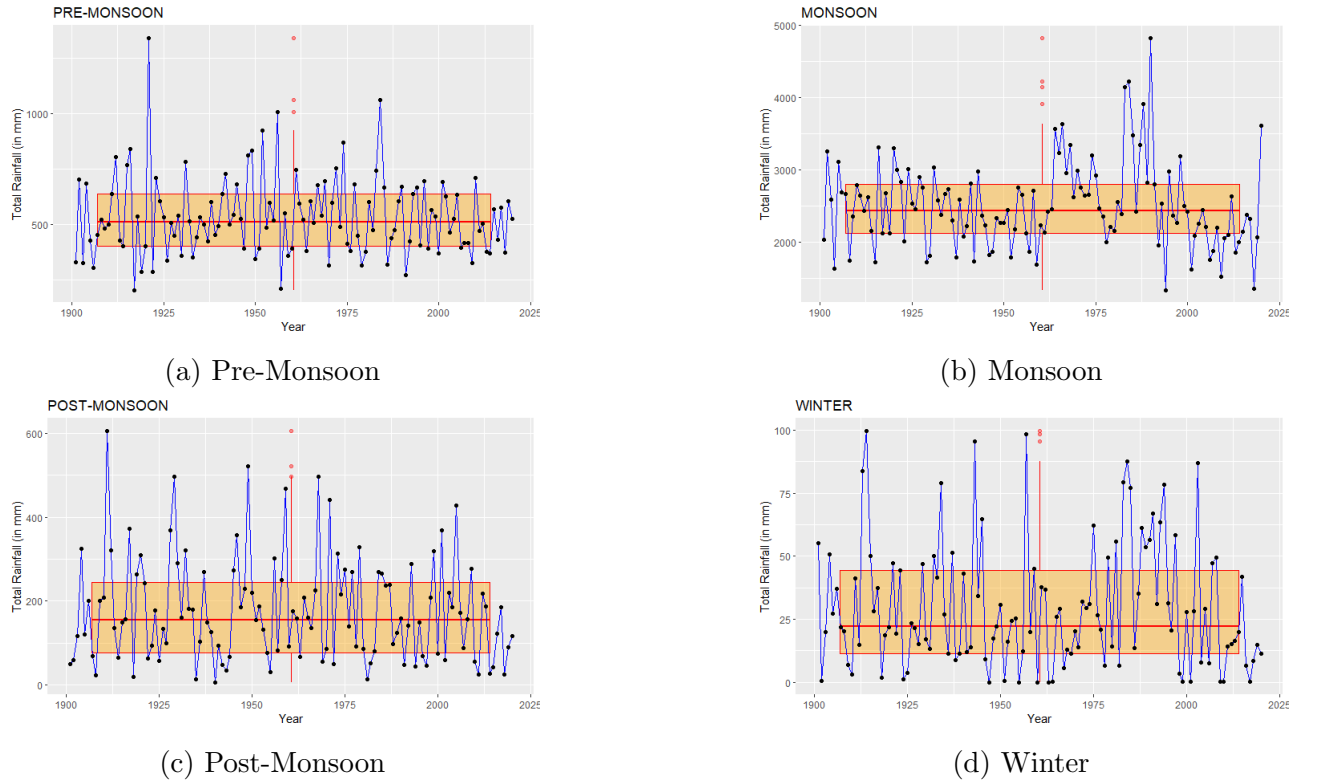 PRE-MONSOON
Total Rainfall (in mm)
1000
500
1900
1925
1950
1975
2000
2025
Year
(a) Pre-Monsoon
MONSOON
Total Rainfall (in mm)
5000
4000
3000
2000
1900
1925
1950
1975
2000
2025
Year
(b) Monsoon
POST-MONSOON
Total Rainfall (in mm)
600
400
200
0
1900
1925
1950
1975
2000
2025
Year
(c) Post-Monsoon
WINTER
Total Rainfall (in mm)
100
75
50
25
0
1900
1925
1950
1975
2000
2025
Year
(d) Winter